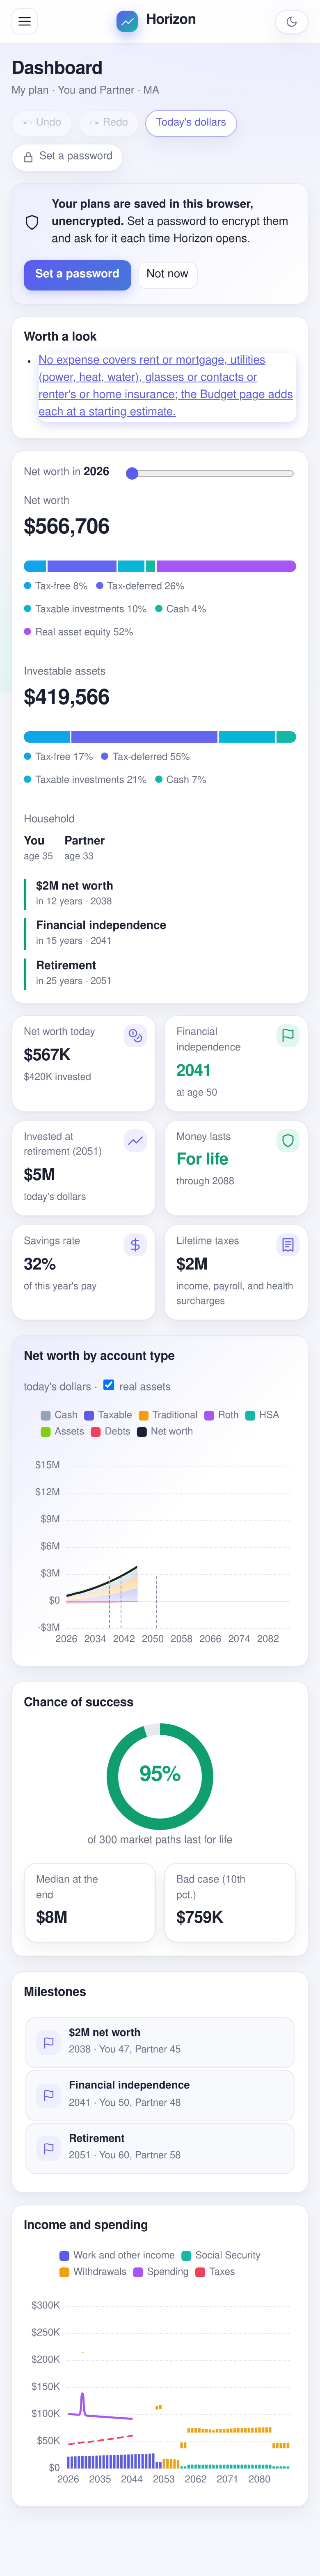 Horizon
Dashboard
My plan · You and Partner · MA
Undo
Redo
Today's dollars
Set a password
Your plans are saved in this browser,
unencrypted. Set a password to encrypt them
and ask for it each time Horizon opens.
Set a password
Not now
Worth a look
No expense covers rent or mortgage, utilities
(power, heat, water), glasses or contacts or
renter's or home insurance; the Budget page adds
each at a starting estimate.
Net worth in 2026
Net worth
$566,706
Tax-free 8% Tax-deferred 26%
Taxable investments 10% Cash 4%
Real asset equity 52%
Investable assets
$419,566
Tax-free 17% Tax-deferred 55%
Taxable investments 21% Cash 7%
Household
You Partner
age 35 age 33
$2M net worth
in 12 years · 2038
Financial independence
in 15 years · 2041
Retirement
in 25 years · 2051
Net worth today
$567K
$420K invested
Financial
independence
2041
at age 50
Invested at
retirement (2051)
$5M
today's dollars
Money lasts
For life
through 2088
Savings rate
32%
of this year's pay
Lifetime taxes
$2M
income, payroll, and health
surcharges
Net worth by account type
today's dollars · real assets
Cash Taxable Traditional Roth HSA
Assets Debts Net worth
$15M
$12M
$9M
$6M
$3M
$0
-$3M
2026 2034 2042 2050 2058 2066 2074 2082
Chance of success
95%
of 300 market paths last for life
Median at the
end
$8M
Bad case (10th
pct.)
$759K
Milestones
$2M net worth
2038 · You 47, Partner 45
Financial independence
2041 · You 50, Partner 48
Retirement
2051 · You 60, Partner 58
Income and spending
Work and other income Social Security
Withdrawals Spending Taxes
$300K
$250K
$200K
$150K
$100K
$50K
$0
2026 2035 2044 2053 2062 2071 2080